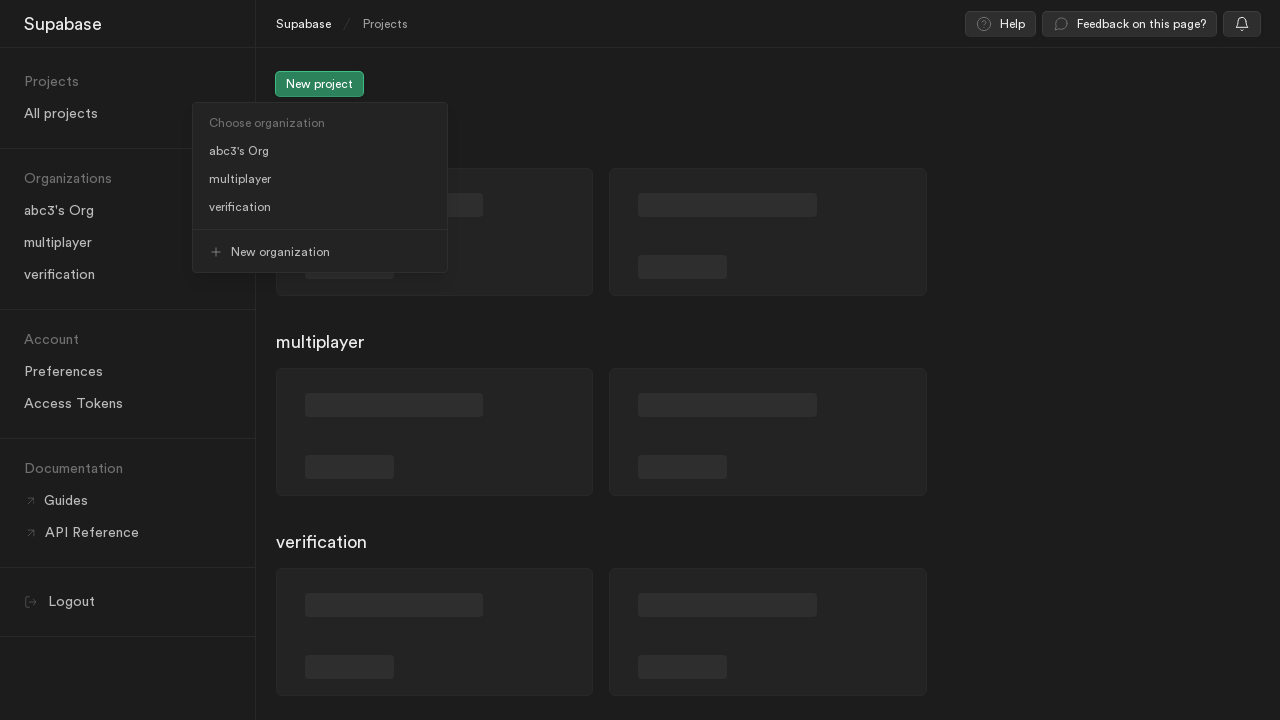 Supabase
Projects
All projects
Organizations
abc3's Org
multiplayer
verification
Account
Preferences
Access Tokens
Documentation
Guides
API Reference
Logout
Supabase / Projects
Help
Feedback on this page?
New project
Choose organization
abc3's Org
multiplayer
verification
New organization
multiplayer
verification